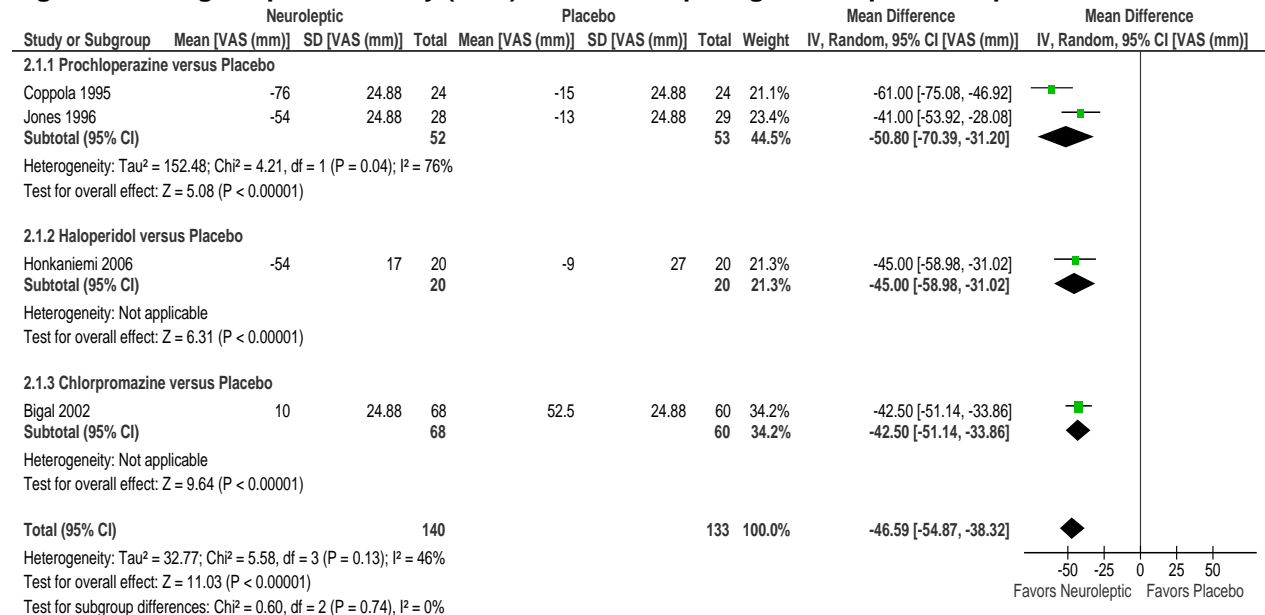 Neuroleptic Placebo Mean Difference Mean Difference
Study or Subgroup Mean [VAS (mm)] SD [VAS (mm)] Total Mean [VAS (mm)] SD [VAS (mm)] Total Weight IV, Random, 95% CI [VAS (mm)] IV, Random, 95% CI [VAS (mm)]
2.1.1 Prochloperazine versus Placebo
Coppola 1995 -76 24.88 24 -15 24.88 24 21.1% -61.00 [-75.08, -46.92]
Jones 1996 -54 24.88 28 -13 24.88 29 23.4% -41.00 [-53.92, -28.08]
Subtotal (95% CI) 52 53 44.5% -50.80 [-70.39, -31.20]
Heterogeneity: Tau² = 152.48; Chi² = 4.21, df = 1 (P = 0.04); I² = 76%
Test for overall effect: Z = 5.08 (P < 0.00001)
2.1.2 Haloperidol versus Placebo
Honkaniemi 2006 -54 17 20 -9 27 20 21.3% -45.00 [-58.98, -31.02]
Subtotal (95% CI) 20 20 21.3% -45.00 [-58.98, -31.02]
Heterogeneity: Not applicable
Test for overall effect: Z = 6.31 (P < 0.00001)
2.1.3 Chlorpromazine versus Placebo
Bigal 2002 10 24.88 68 52.5 24.88 60 34.2% -42.50 [-51.14, -33.86]
Subtotal (95% CI) 68 60 34.2% -42.50 [-51.14, -33.86]
Heterogeneity: Not applicable
Test for overall effect: Z = 9.64 (P < 0.00001)
Total (95% CI) 140 133 100.0% -46.59 [-54.87, -38.32]
Heterogeneity: Tau² = 32.77; Chi² = 5.58, df = 3 (P = 0.13); I² = 46%
Test for overall effect: Z = 11.03 (P < 0.00001)
Test for subgroup differences: Chi² = 0.60, df = 2 (P = 0.74), I² = 0%
-50 -25 0 25 50
Favors Neuroleptic Favors Placebo